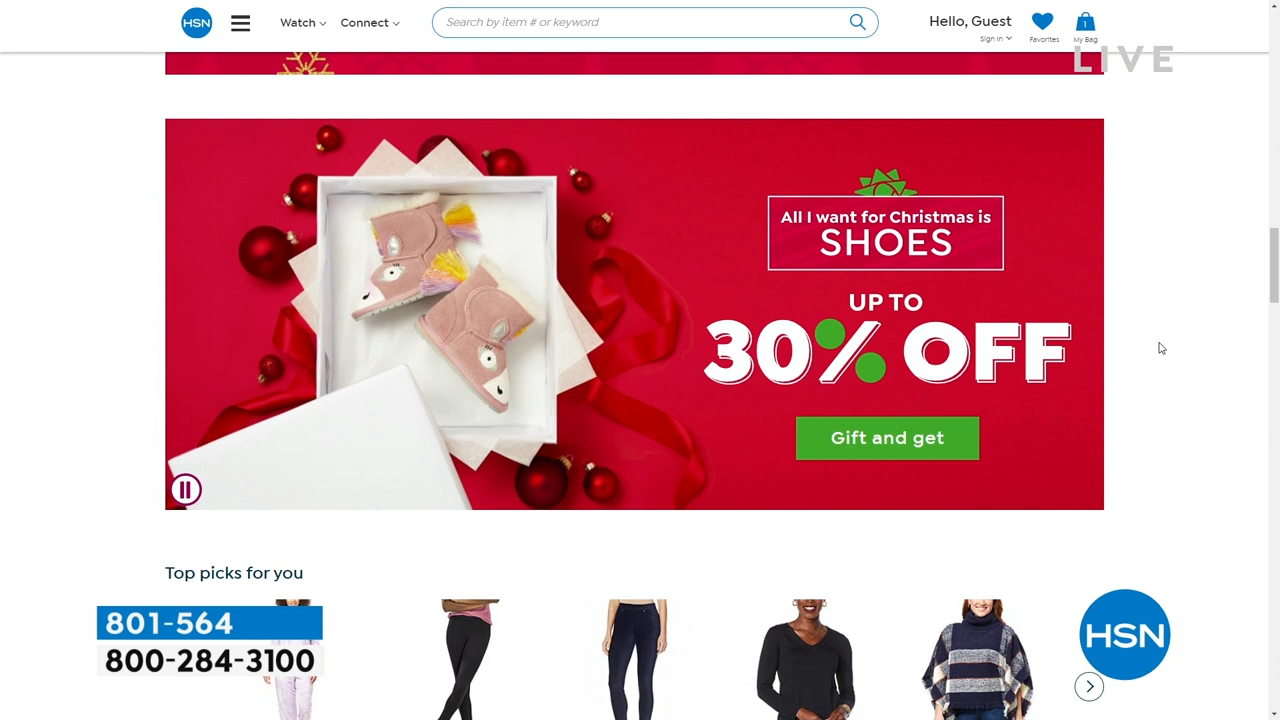 HSN
Watch
Connect
Search by item # or keyword
Hello, Guest
Sign in
Favorites
1
My Bag
LIVE
All I want for Christmas is
SHOES
UP TO
30% OFF
Gift and get
Top picks for you
801-564
800-284-3100
HSN